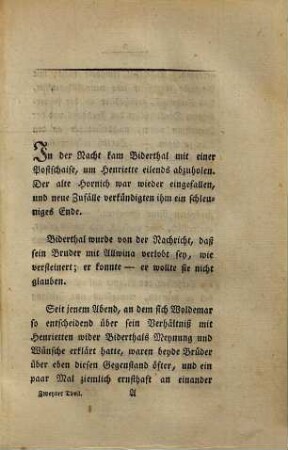 In der Nacht kam Biderthal mit einer
Postschaise, um Henriette eilends abzuholen.
Der alte Hornich war wieder eingefallen,
und neue Zufälle verkündigten ihm ein schleu-
niges Ende.
Biderthal wurde von der Nachricht, daß
sein Bruder mit Allwina verlobt sey, wie
versteinert; er konnte — er wollte sie nicht
glauben.
Seit jenem Abend, an dem sich Woldemar
so entscheidend über sein Verhältniß mit
Henrietten wider Biderthals Meynung und
Wünsche erklärt hatte, waren beyde Brüder
über eben diesen Gegenstand öfter, und ein
paar Mal ziemlich ernsthaft an einander
Zweyter Theil. A